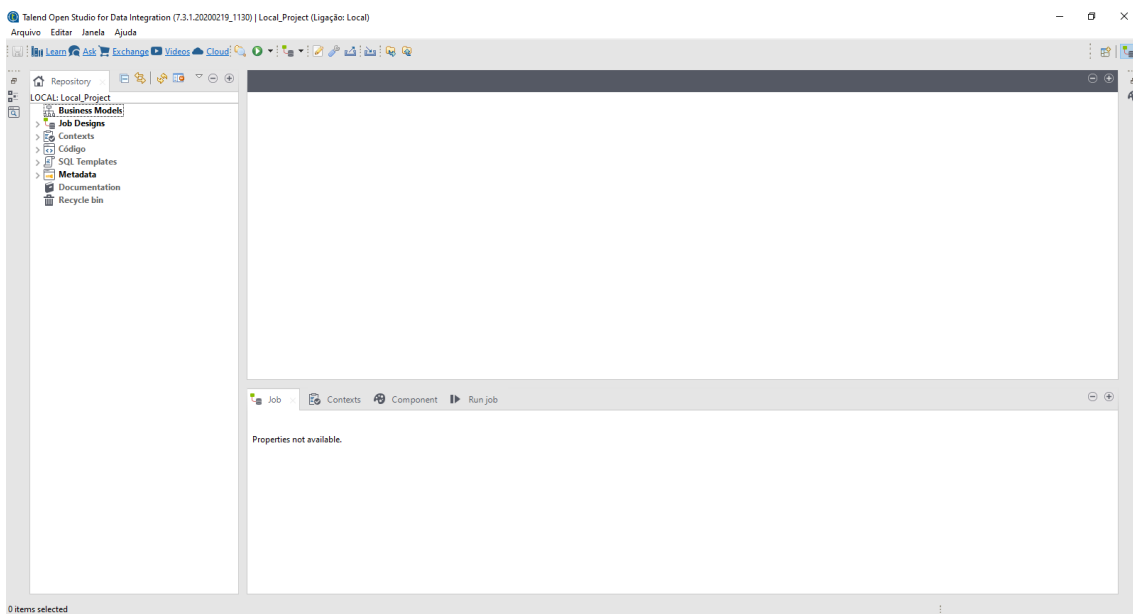 Talend Open Studio for Data Integration (7.3.1.20200219_1130) | Local_Project (Ligação: Local)
Arquivo Editar Janela Ajuda
Learn Ask Exchange Videos Cloud
Repository
LOCAL: Local_Project
Business Models
Job Designs
Contexts
Código
SQL Templates
Metadata
Documentation
Recycle bin
Job Contexts Component Run job
Properties not available.
0 items selected